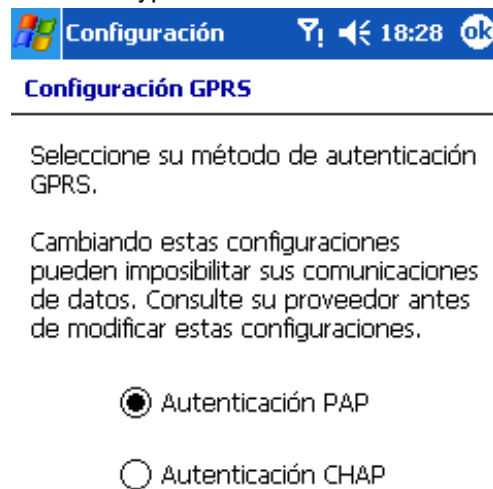 Configuración 18:28 ok
Configuración GPRS
Seleccione su método de autenticación
GPRS.
Cambiando estas configuraciones
pueden imposibilitar sus comunicaciones
de datos. Consulte su proveedor antes
de modificar estas configuraciones.
Autenticación PAP
Autenticación CHAP